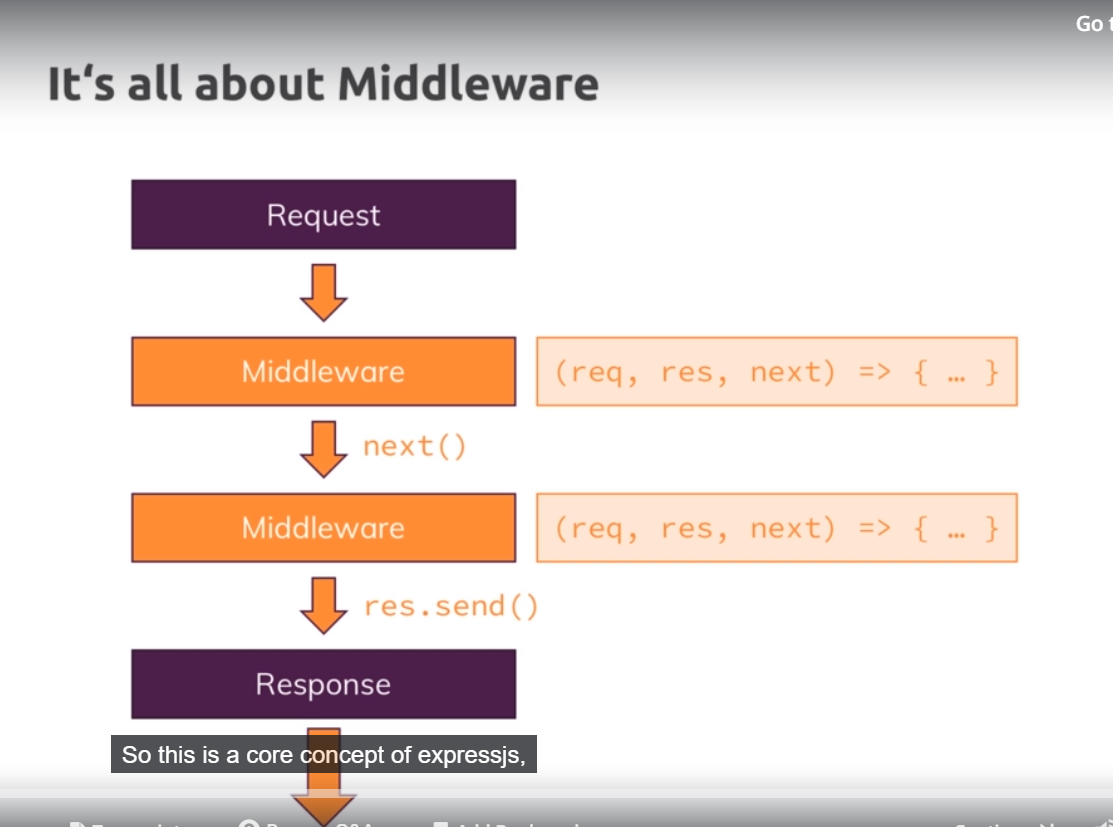 Go
It‘s all about Middleware
Request
Middleware
(req, res, next) => { … }
next()
Middleware
(req, res, next) => { … }
res.send()
Response
So this is a core concept of expressjs,